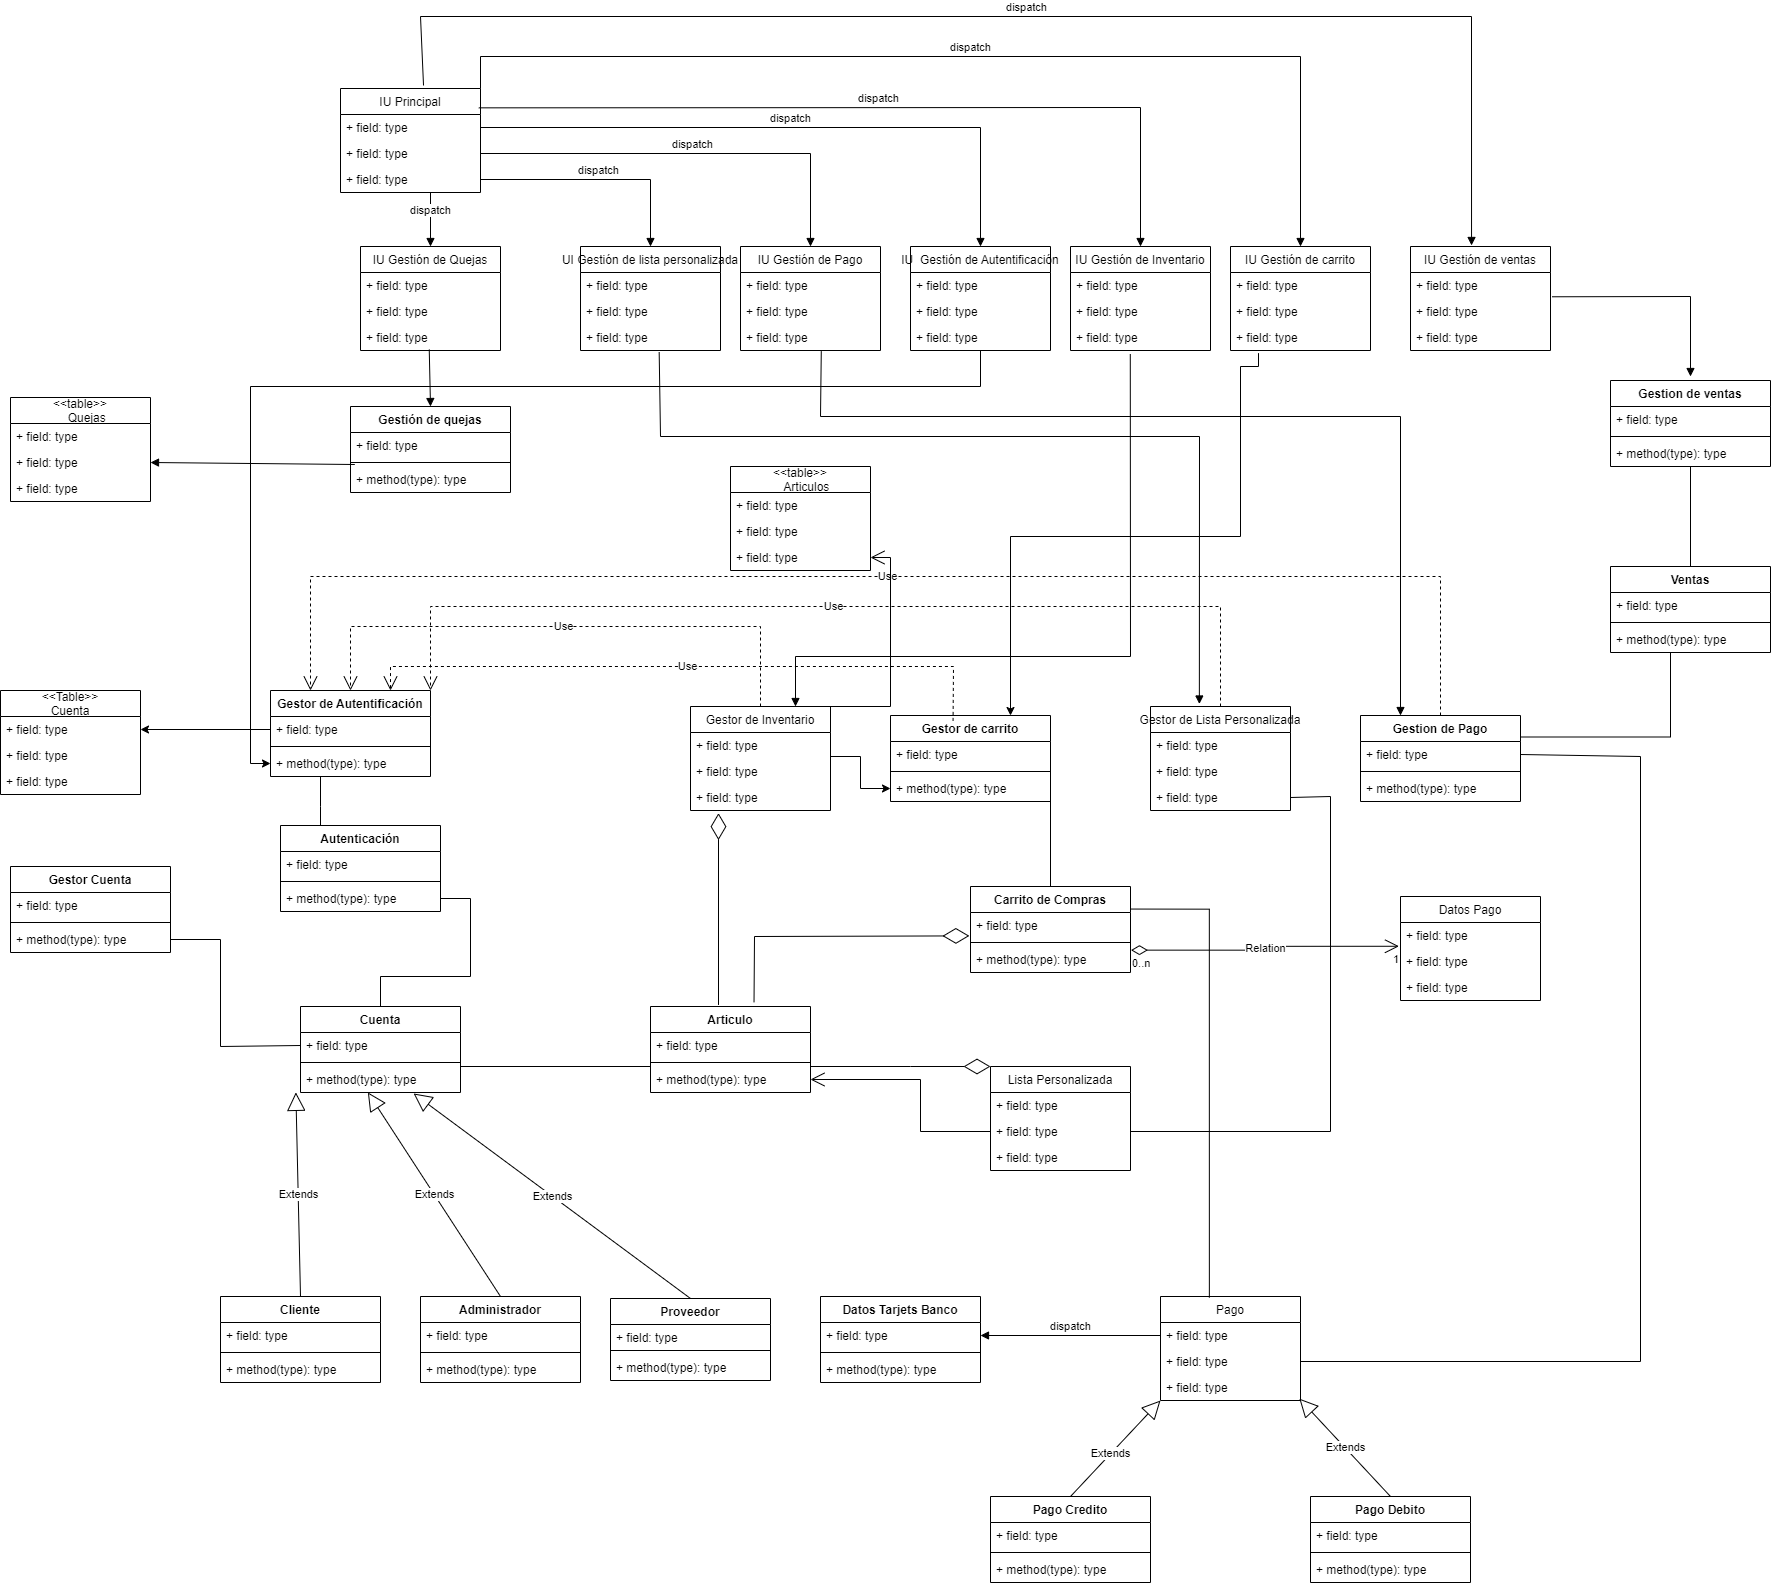 dispatch
dispatch
dispatch
dispatch
dispatch
dispatch
dispatch
IU Principal
+ field: type
+ field: type
+ field: type
IU Gestión de Quejas
+ field: type
+ field: type
+ field: type
UI Gestión de lista personalizada
+ field: type
+ field: type
+ field: type
IU Gestión de Pago
+ field: type
+ field: type
+ field: type
IU Gestión de Autentificación
+ field: type
+ field: type
+ field: type
IU Gestión de Inventario
+ field: type
+ field: type
+ field: type
IU Gestión de carrito
+ field: type
+ field: type
+ field: type
IU Gestión de ventas
+ field: type
+ field: type
+ field: type
Gestion de ventas
+ field: type
+ method(type): type
<<table>>
Quejas
+ field: type
+ field: type
+ field: type
Gestión de quejas
+ field: type
+ method(type): type
<<table>>
Articulos
+ field: type
+ field: type
+ field: type
Use
Use
Use
Use
Ventas
+ field: type
+ method(type): type
<<Table>>
Cuenta
+ field: type
+ field: type
+ field: type
Gestor de Autentificación
+ field: type
+ method(type): type
Gestor de Inventario
+ field: type
+ field: type
+ field: type
Gestor de carrito
+ field: type
+ method(type): type
Gestor de Lista Personalizada
+ field: type
+ field: type
+ field: type
Gestion de Pago
+ field: type
+ method(type): type
Autenticación
+ field: type
+ method(type): type
Gestor Cuenta
+ field: type
+ method(type): type
Carrito de Compras
+ field: type
+ method(type): type
0..n
Relation
1
Datos Pago
+ field: type
+ field: type
+ field: type
Cuenta
+ field: type
+ method(type): type
Articulo
+ field: type
+ method(type): type
Lista Personalizada
+ field: type
+ field: type
+ field: type
Extends
Extends
Extends
Cliente
+ field: type
+ method(type): type
Administrador
+ field: type
+ method(type): type
Proveedor
+ field: type
+ method(type): type
Datos Tarjets Banco
+ field: type
+ method(type): type
dispatch
Pago
+ field: type
+ field: type
+ field: type
Extends
Extends
Pago Credito
+ field: type
+ method(type): type
Pago Debito
+ field: type
+ method(type): type